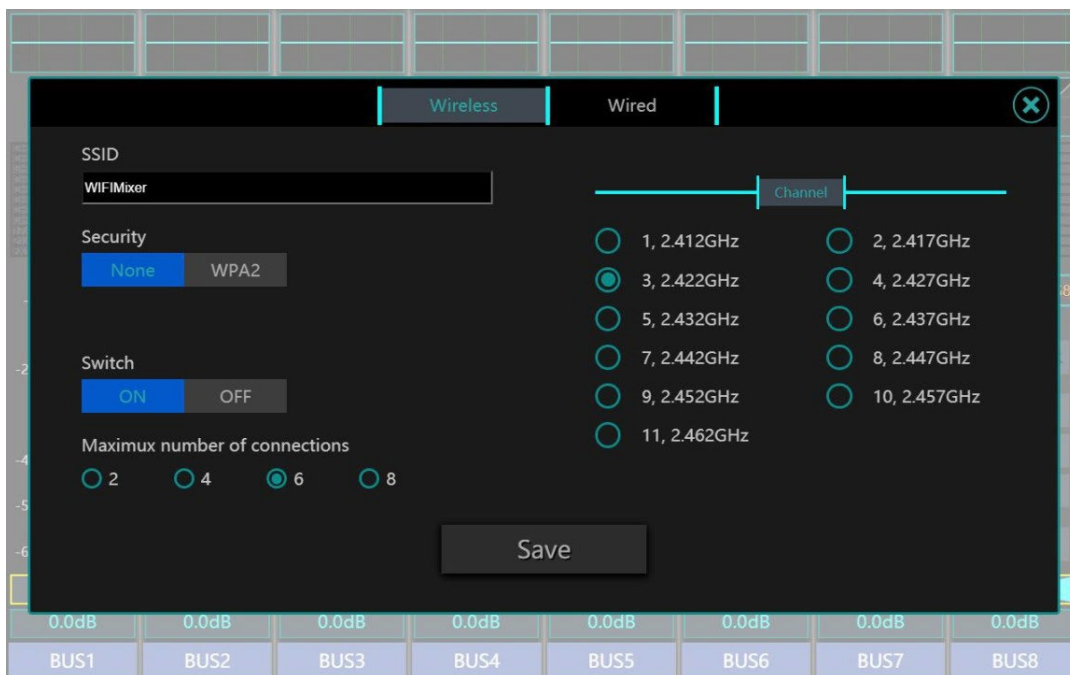 Wireless Wired
SSID
WIFIMixer
Channel
Security
None WPA2
1, 2.412GHz 2, 2.417GHz
3, 2.422GHz 4, 2.427GHz
5, 2.432GHz 6, 2.437GHz
7, 2.442GHz 8, 2.447GHz
9, 2.452GHz 10, 2.457GHz
11, 2.462GHz
Switch
ON OFF
Maximux number of connections
2 4 6 8
Save
-2
-4
-5
-6
0.0dB 0.0dB 0.0dB 0.0dB 0.0dB 0.0dB 0.0dB 0.0dB
BUS1 BUS2 BUS3 BUS4 BUS5 BUS6 BUS7 BUS8